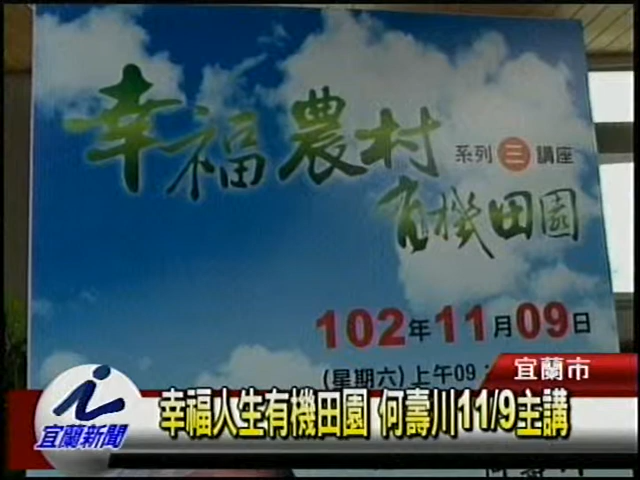 幸福農村
系列三講座
有機田園
102年11月09日
(星期六)上午09:
宜蘭市
幸福人生有機田園 何壽川11/9主講
宜蘭新聞